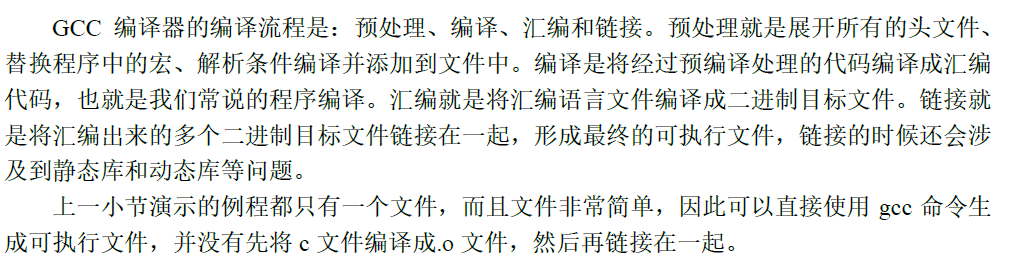 GCC 编译器的编译流程是：预处理、编译、汇编和链接。预处理就是展开所有的头文件、
替换程序中的宏、解析条件编译并添加到文件中。编译是将经过预编译处理的代码编译成汇编
代码，也就是我们常说的程序编译。汇编就是将汇编语言文件编译成二进制目标文件。链接就
是将汇编出来的多个二进制目标文件链接在一起，形成最终的可执行文件，链接的时候还会涉
及到静态库和动态库等问题。
上一小节演示的例程都只有一个文件，而且文件非常简单，因此可以直接使用 gcc 命令生
成可执行文件，并没有先将 c 文件编译成.o 文件，然后再链接在一起。